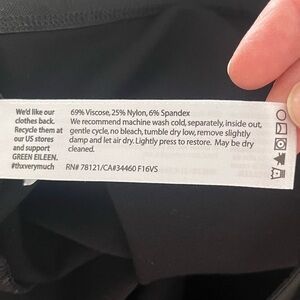 We'd like our
clothes back.
Recycle them at
our US stores
and support
GREEN EILEEN.
#thxverymuch
69% Viscose, 25% Nylon, 6% Spandex
We recommend machine wash cold, separately, inside out,
gentle cycle, no bleach, tumble dry low, remove slightly
damp and let air dry. Lightly press to restore. May be dry
cleaned.
RN# 78121/CA#34460 F16VS